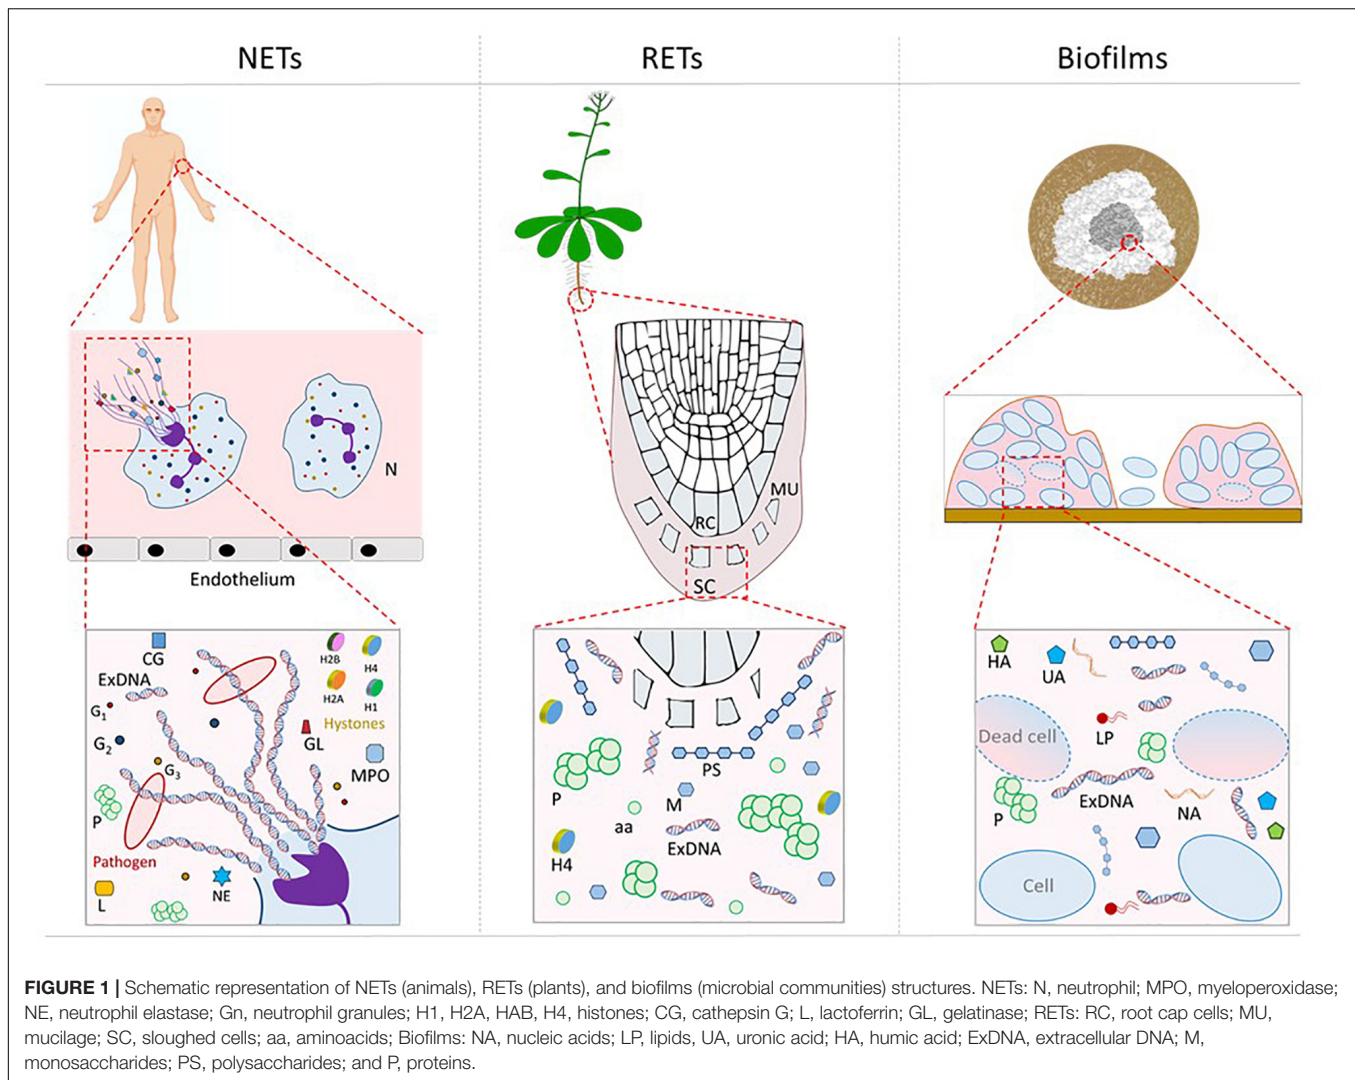 NETs
RETs
Biofilms
N
Endothelium
RC
MU
SC
CG
ExDNA
G1
G2
G3
P
Pathogen
L
NE
H2B
H4
H2A
H1
Hystones
GL
MPO
PS
P
M
aa
ExDNA
H4
HA
UA
LP
Dead cell
ExDNA
P
NA
Cell
FIGURE 1 | Schematic representation of NETs (animals), RETs (plants), and biofilms (microbial communities) structures. NETs: N, neutrophil; MPO, myeloperoxidase;
NE, neutrophil elastase; Gn, neutrophil granules; H1, H2A, HAB, H4, histones; CG, cathepsin G; L, lactoferrin; GL, gelatinase; RETs: RC, root cap cells; MU,
mucilage; SC, sloughed cells; aa, aminoacids; Biofilms: NA, nucleic acids; LP, lipids, UA, uronic acid; HA, humic acid; ExDNA, extracellular DNA; M,
monosaccharides; PS, polysaccharides; and P, proteins.